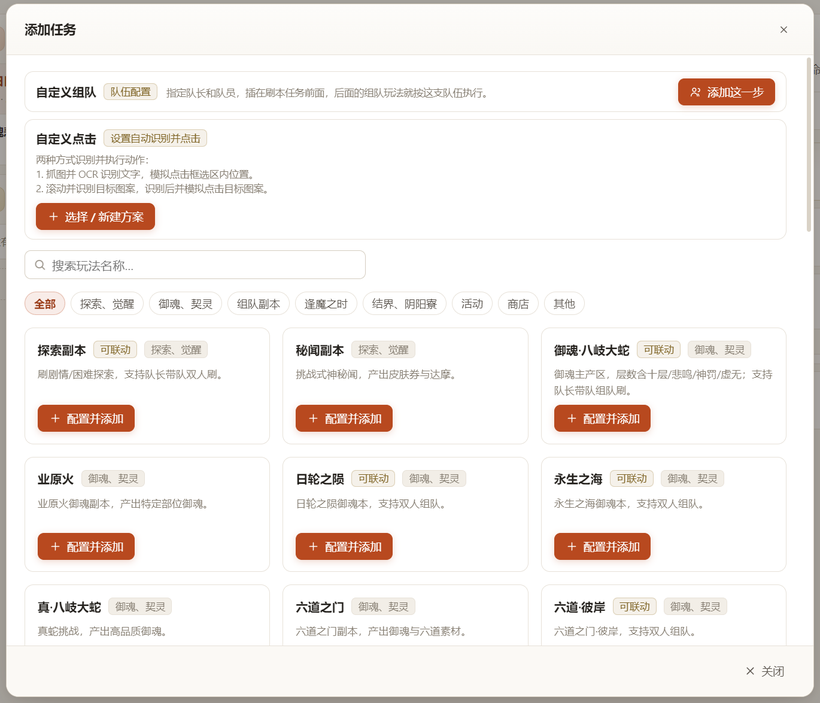 添加任务
自定义组队 队伍配置 指定队长和队员，插在刷本任务前面，后面的组队玩法就按这支队伍执行。 添加这一步
自定义点击 设置自动识别并点击
两种方式识别并执行动作：
1. 抓图并 OCR 识别文字，模拟点击框选区内位置。
2. 滚动并识别目标图案，识别后并模拟点击目标图案。
＋ 选择 / 新建方案
搜索玩法名称...
全部 探索、觉醒 御魂、契灵 组队副本 逢魔之时 结界、阴阳寮 活动 商店 其他
探索副本 可联动 探索、觉醒
刷剧情/困难探索，支持队长带队双人刷。
＋ 配置并添加
秘闻副本 探索、觉醒
挑战式神秘闻，产出皮肤券与达摩。
＋ 配置并添加
御魂·八岐大蛇 可联动 御魂、契灵
御魂主产区，层数含十层/悲鸣/神罚/虚无；支持
队长带队组队刷。
＋ 配置并添加
业原火 御魂、契灵
业原火御魂副本，产出特定部位御魂。
＋ 配置并添加
日轮之陨 可联动 御魂、契灵
日轮之陨御魂本，支持双人组队。
＋ 配置并添加
永生之海 可联动 御魂、契灵
永生之海御魂本，支持双人组队。
＋ 配置并添加
真·八岐大蛇 御魂、契灵
真蛇挑战，产出高品质御魂。
六道之门 御魂、契灵
六道之门副本，产出御魂与六道素材。
六道·彼岸 可联动 御魂、契灵
六道之门·彼岸，支持双人组队。
× 关闭